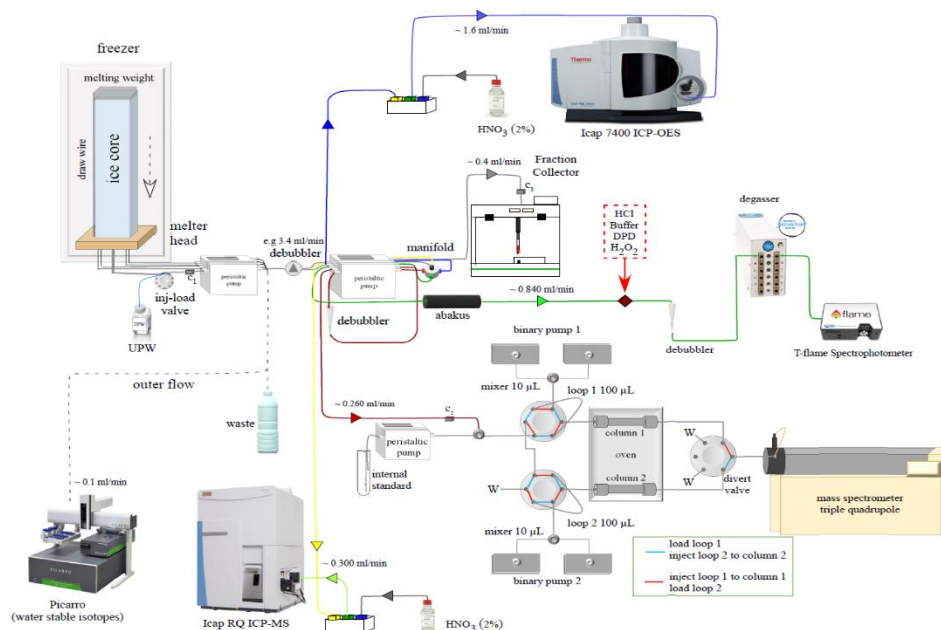 freezer
melting weight
draw wire
ice core
melter
head
c1
inj-load
valve
UPW
UPW
peristaltic
pump
e.g 3.4 ml/min
debubbler
outer flow
waste
~ 0.1 ml/min
Picarro
(water stable isotopes)
PICARRO
~ 1.6 ml/min
HNO3 (2%)
Thermo
Icap 7400 ICP-OES
~ 0.4 ml/min
Fraction
Collector
c3
peristaltic
pump
manifold
debubbler
abakus
~ 0.840 ml/min
HCl
Buffer
DPD
H2O2
debubbler
degasser
flame
T-flame Spectrophotometer
~ 0.260 ml/min
c2
peristaltic
pump
internal
standard
binary pump 1
mixer 10 µL
loop 1 100 µL
column 1
oven
column 2
W
W
W
divert
valve
mixer 10 µL
loop 2 100 µL
binary pump 2
mass spectrometer
triple quadrupole
load loop 1
inject loop 2 to column 2
inject loop 1 to column 1
load loop 2
~ 0.300 ml/min
Icap RQ ICP-MS
HNO3 (2%)